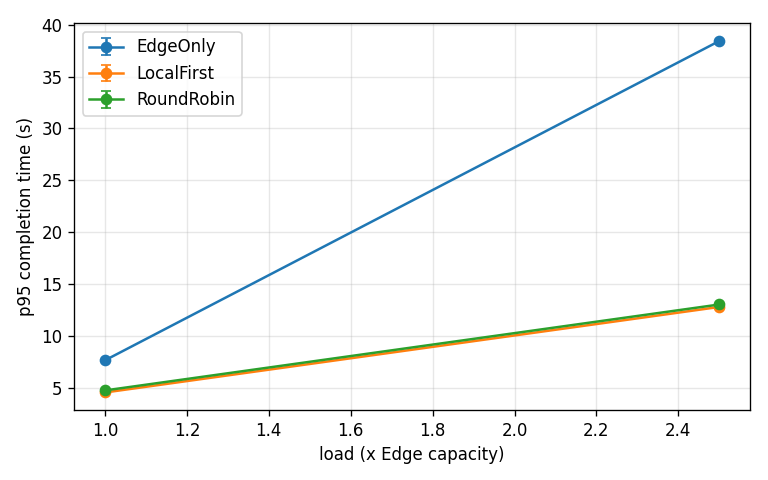 EdgeOnly
LocalFirst
RoundRobin
p95 completion time (s)
40
35
30
25
20
15
10
5
1.0 1.2 1.4 1.6 1.8 2.0 2.2 2.4
load (x Edge capacity)